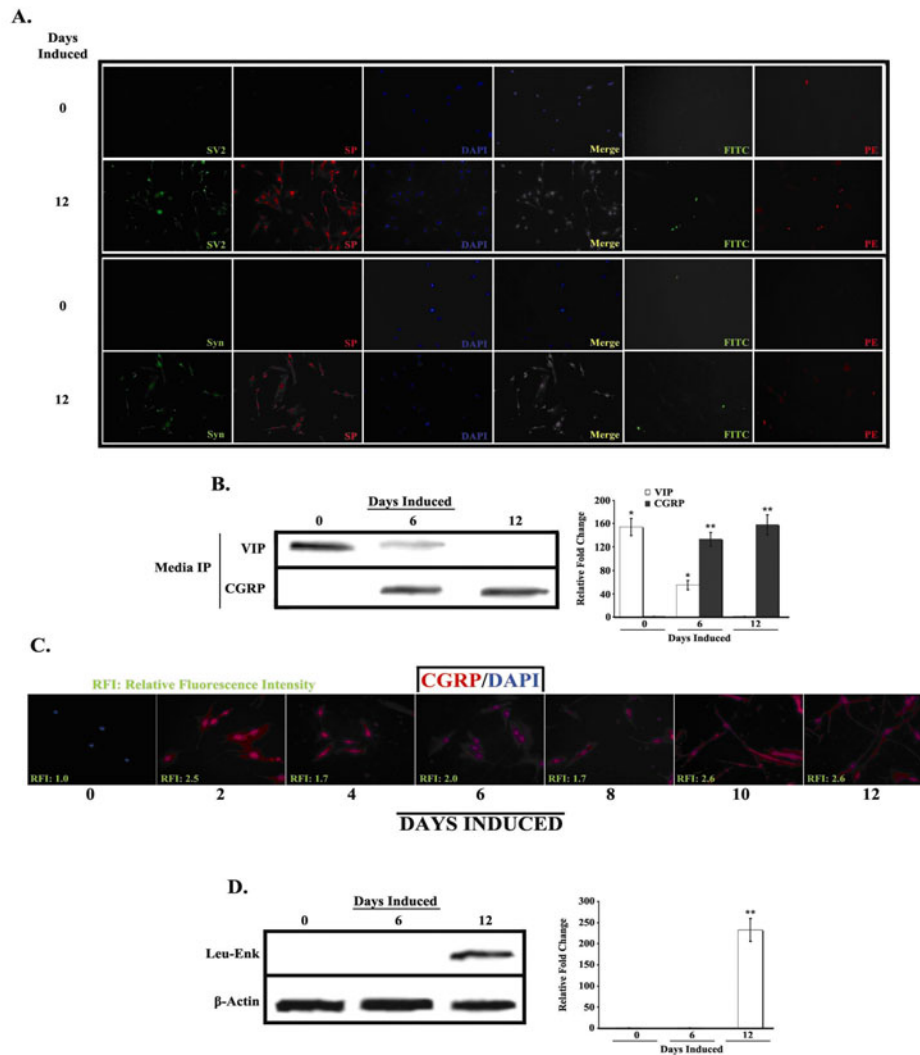 A.
Days
Induced
0
SV2 SP DAPI Merge FITC PE
12
SV2 SP DAPI Merge FITC PE
0
Syn SP DAPI Merge FITC PE
12
Syn SP DAPI Merge FITC PE
B.
Days Induced
0 6 12
Media IP
VIP
CGRP
VIP
CGRP
Relative Fold Change
200
160
120
80
40
0
* * ** **
0 6 12
Days Induced
C.
RFI: Relative Fluorescence Intensity
CGRP/DAPI
RFI: 1.0 RFI: 2.5 RFI: 1.7 RFI: 2.0 RFI: 1.7 RFI: 2.6 RFI: 2.6
0 2 4 6 8 10 12
DAYS INDUCED
D.
Days Induced
0 6 12
Leu-Enk
β-Actin
Relative Fold Change
300
250
200
150
100
50
0
**
0 6 12
Days Induced